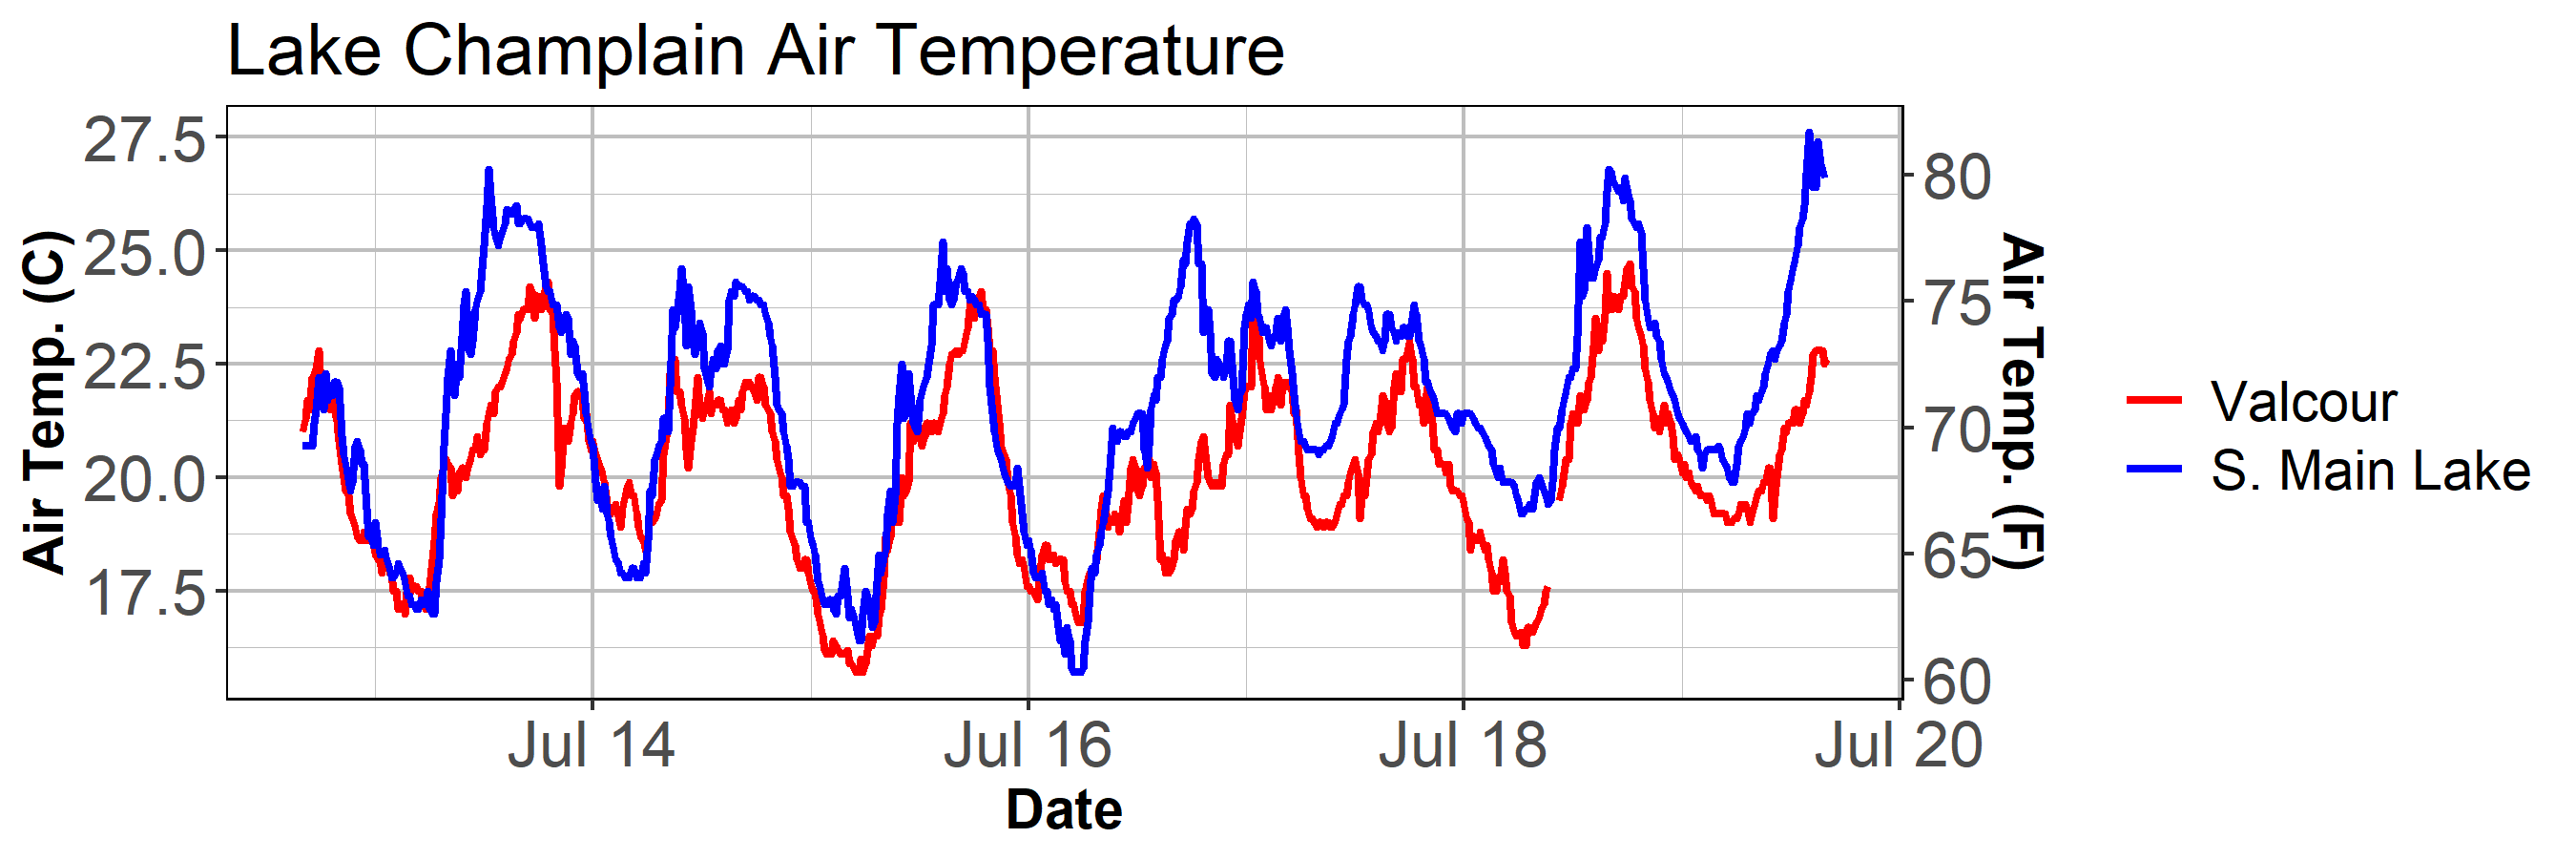 Lake Champlain Air Temperature
Air Temp. (C)
27.5
25.0
22.5
20.0
17.5
80
75
70
65
60
Air Temp. (F)
Jul 14
Jul 16
Jul 18
Jul 20
Date
Valcour
S. Main Lake